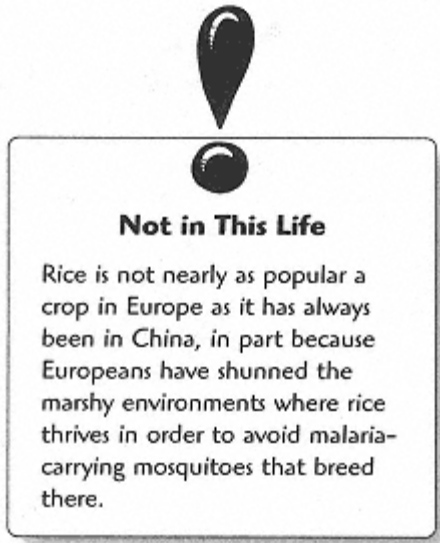 Not in This Life
Rice is not nearly as popular a
crop in Europe as it has always
been in China, in part because
Europeans have shunned the
marshy environments where rice
thrives in order to avoid malaria-
carrying mosquitoes that breed
there.